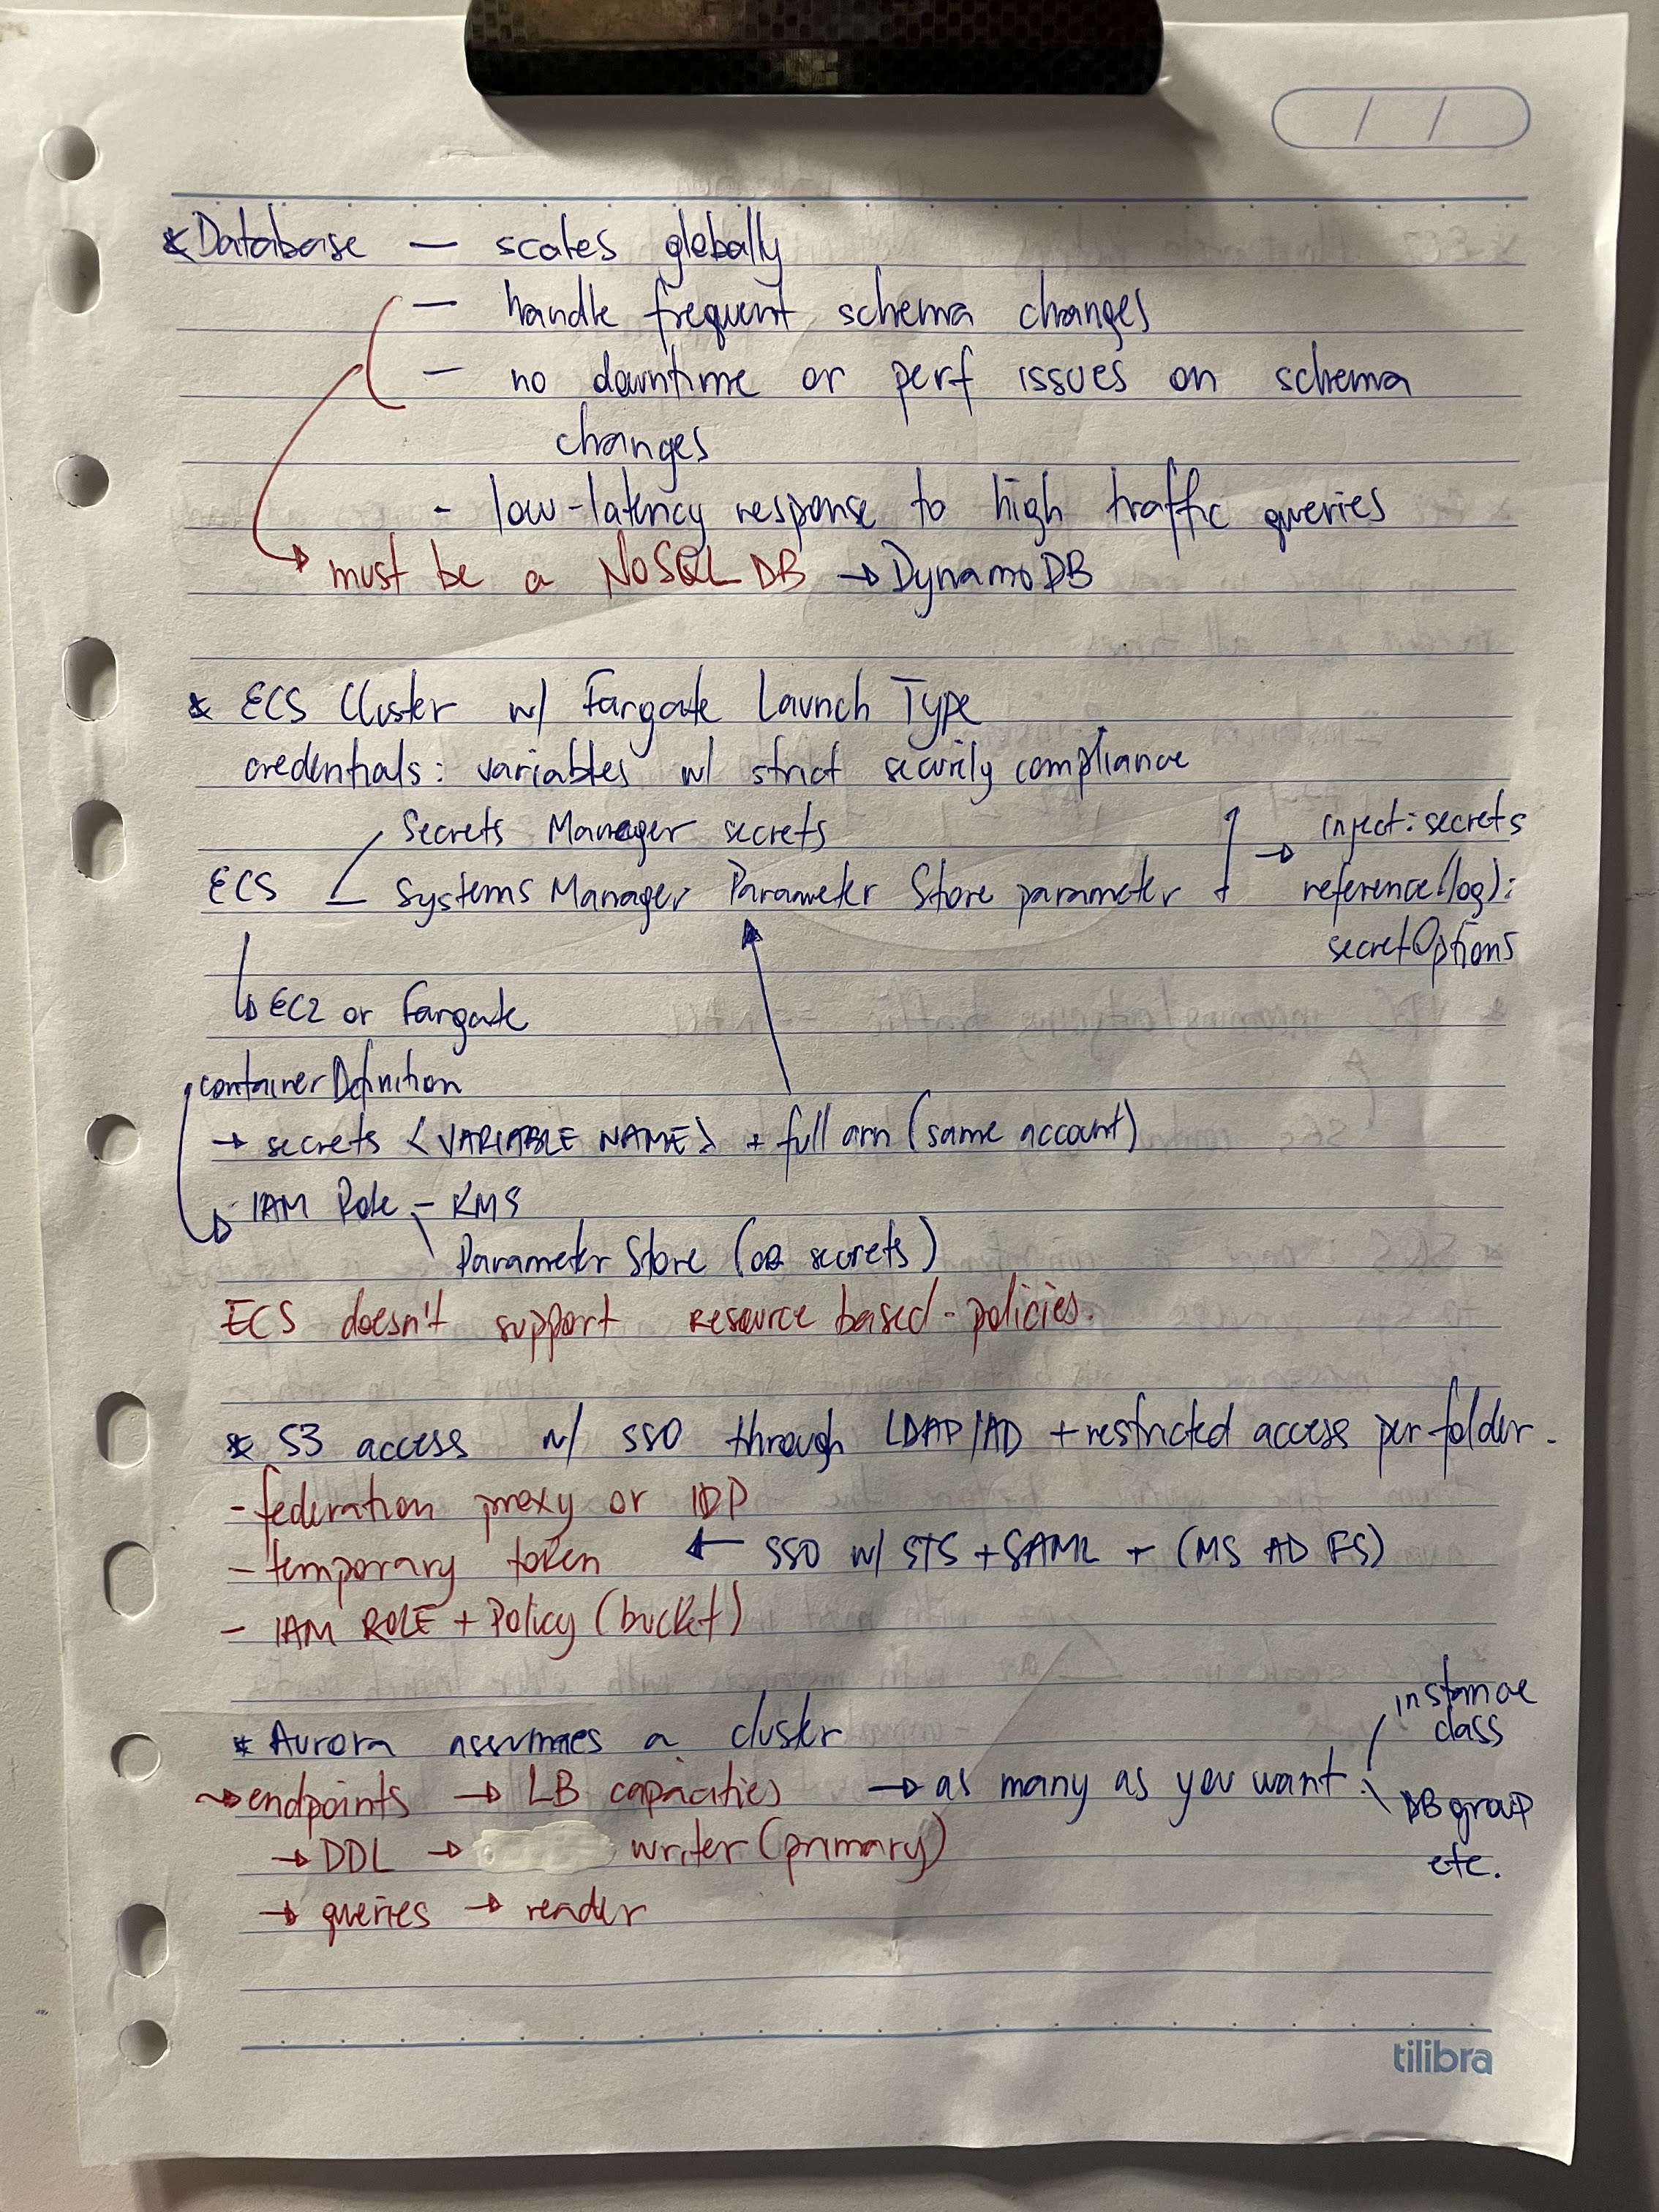 * Database — scales globally
— handle frequent schema changes
— no downtime or perf issues on schema
changes
- low-latency response to high traffic queries
must be a NoSQL DB → DynamoDB
* ECS Cluster w/ Fargate Launch Type
credentials: variables w/ strict security compliance
Secrets Manager secrets
ECS
Systems Manager Parameter Store parameter
→ inject: secrets
reference (log):
secretOptions
EC2 or Fargate
containerDefinition
→ secrets <VARIABLE NAME> + full arn (same account)
IAM Role – KMS
Parameter Store (OR secrets)
ECS doesn't support resource based-policies.
* S3 access w/ SSO through LDAP/AD + restricted access per folder.
- federation proxy or IDP
- temporary token ← SSO w/ STS + SAML + (MS AD FS)
- IAM ROLE + Policy (bucket)
* Aurora assumes a cluster
→ endpoints → LB capacities → as many as you want:
instance
class
DB group
etc.
→ DDL → writer (primary)
→ queries → reader
tilibra